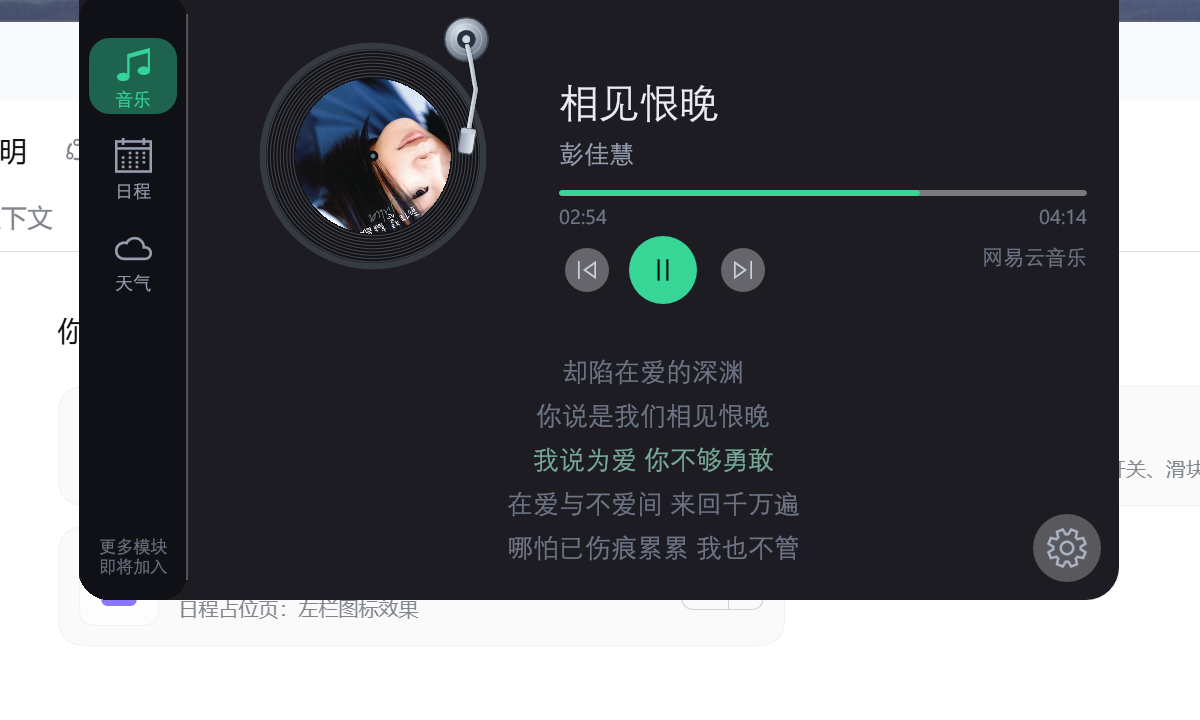 音乐
日程
天气
更多模块
即将加入
相见恨晚
彭佳慧
02:54
04:14
网易云音乐
却陷在爱的深渊
你说是我们相见恨晚
我说为爱 你不够勇敢
在爱与不爱间 来回千万遍
哪怕已伤痕累累 我也不管
明
下文
你
开关、滑块
日程占位页：左栏图标效果